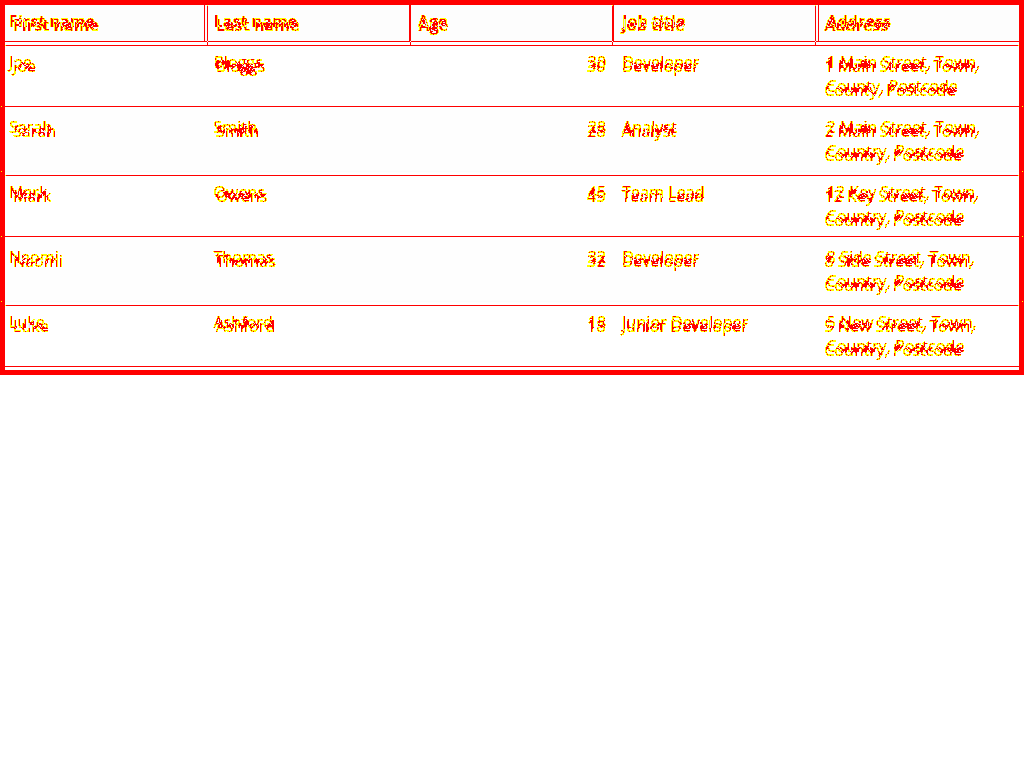 First name Last name Age Job title Address
Joe Bloggs 30 Developer 1 Main Street, Town,
County, Postcode
Sarah Smith 28 Analyst 2 Main Street, Town,
Country, Postcode
Mark Owens 45 Team Lead 12 Key Street, Town,
Country, Postcode
Naomi Thomas 32 Developer 8 Side Street, Town,
Country, Postcode
Luke Ashford 18 Junior Developer 5 New Street, Town,
Country, Postcode